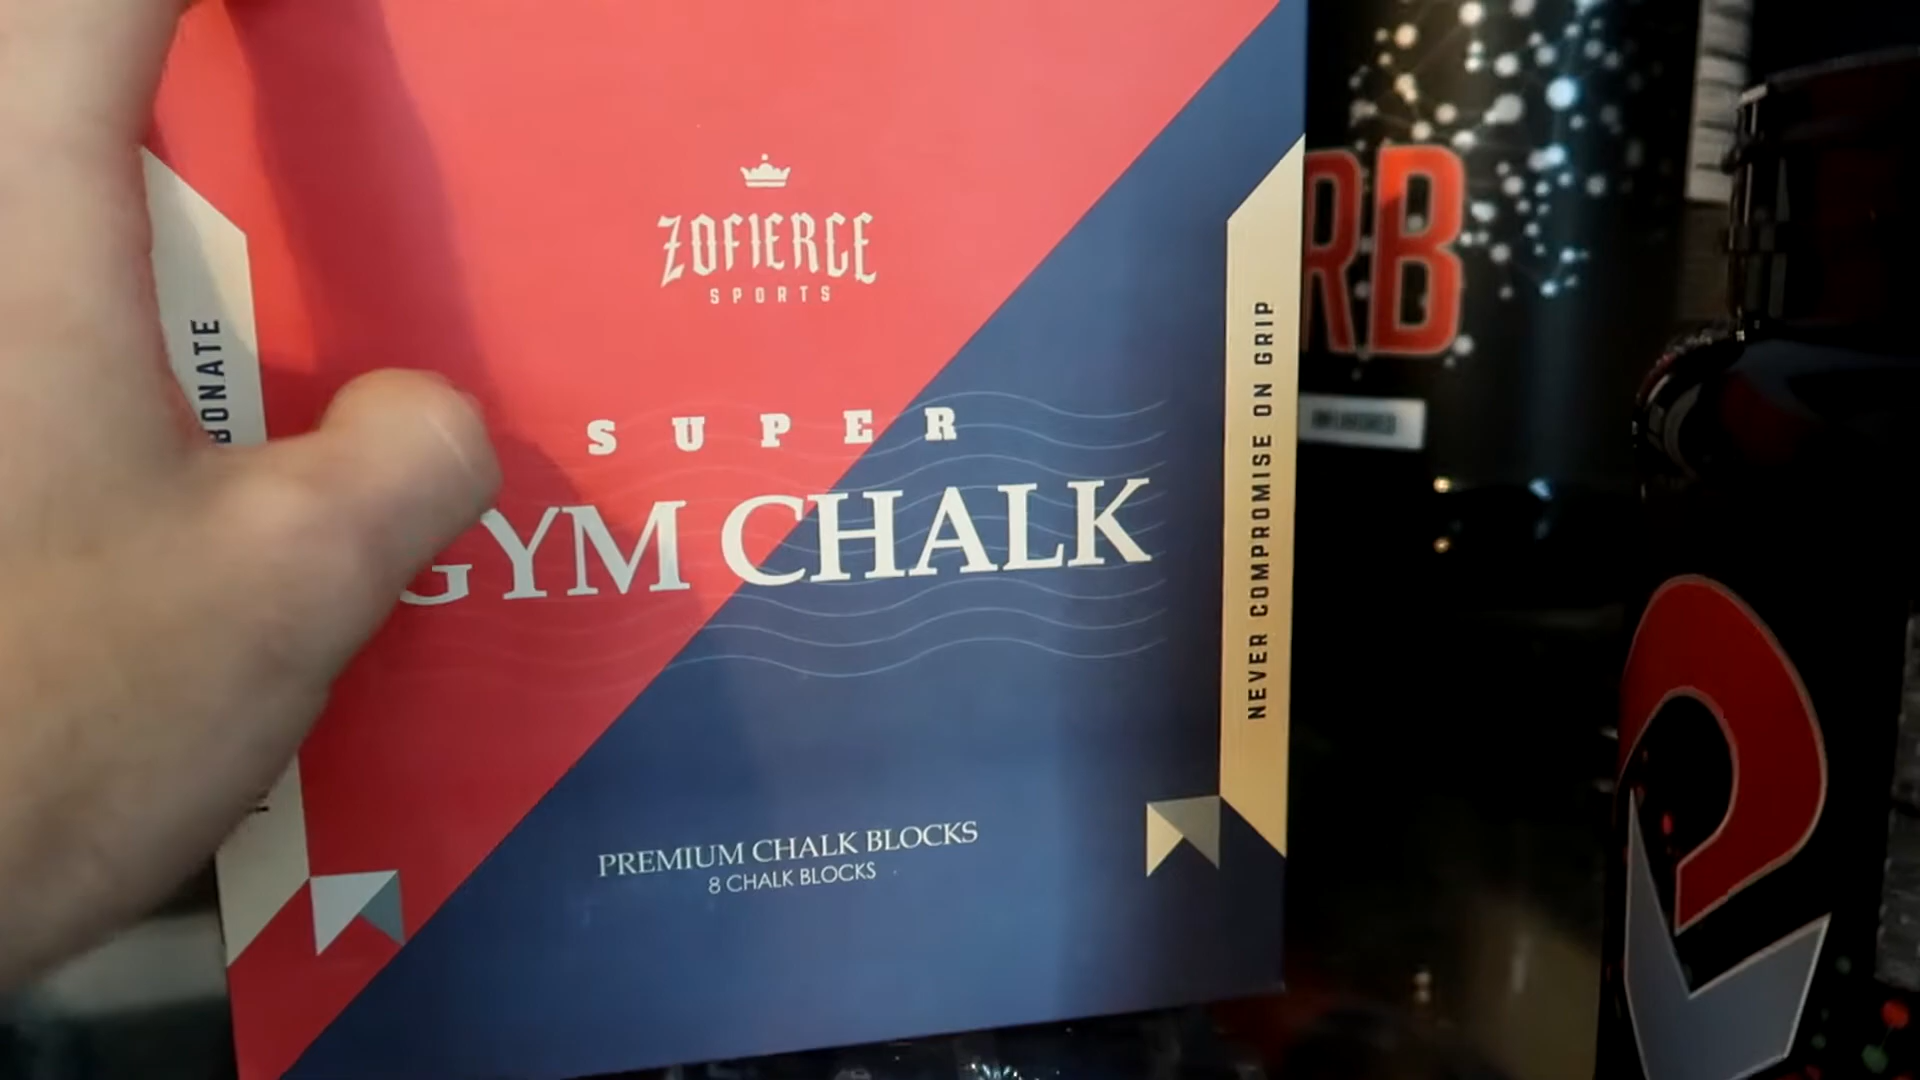 ZOFIERCE
SPORTS
SUPER
GYM CHALK
PREMIUM CHALK BLOCKS
8 CHALK BLOCKS
BONATE
NEVER COMPROMISE ON GRIP
RB